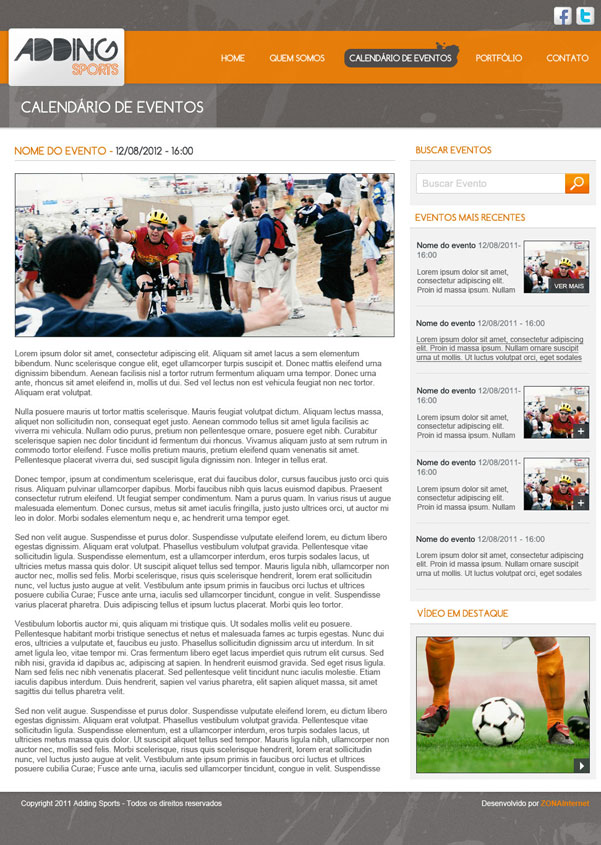 ADDING
SPORTS
HOME
QUEM SOMOS
CALENDÁRIO DE EVENTOS
PORTFÓLIO
CONTATO
CALENDÁRIO DE EVENTOS
NOME DO EVENTO - 12/08/2012 - 16:00
Lorem ipsum dolor sit amet, consectetur adipiscing elit. Aliquam sit amet lacus a sem elementum
bibendum. Nunc scelerisque congue elit, eget ullamcorper turpis suscipit et. Donec mattis eleifend urna
dignissim bibendum. Aenean facilisis nisl a tortor rutrum fermentum aliquam urna tempor. Donec urna
ante, rhoncus sit amet eleifend in, mollis ut dui. Sed vel lectus non est vehicula feugiat non nec tortor.
Aliquam erat volutpat.
Nulla posuere mauris ut tortor mattis scelerisque. Mauris feugiat volutpat dictum. Aliquam lectus massa,
aliquet non sollicitudin non, consequat eget justo. Aenean commodo tellus sit amet ligula facilisis ac
viverra mi vehicula. Nullam odio purus, pretium non pellentesque ornare, posuere eget nibh. Curabitur
scelerisque sapien nec dolor tincidunt id fermentum dui rhoncus. Vivamus aliquam justo at sem rutrum in
commodo tortor eleifend. Fusce mollis pretium mauris, pretium eleifend quam venenatis sit amet.
Pellentesque placerat viverra dui, sed suscipit ligula dignissim non. Integer in tellus erat.
Donec tempor, ipsum at condimentum scelerisque, erat dui faucibus dolor, cursus faucibus justo orci quis
risus. Aliquam pulvinar ullamcorper dapibus. Morbi faucibus nibh quis lacus euismod dapibus. Praesent
consectetur rutrum eleifend. Ut feugiat semper condimentum. Nam a purus quam. In varius risus ut augue
malesuada elementum. Donec cursus, metus sit amet iaculis fringilla, justo justo ultrices orci, ut auctor mi
leo in dolor. Morbi sodales elementum nequ e, ac hendrerit urna tempor eget.
Sed non velit augue. Suspendisse et purus dolor. Suspendisse vulputate eleifend lorem, eu dictum libero
egestas dignissim. Aliquam erat volutpat. Phasellus vestibulum volutpat gravida. Pellentesque vitae
sollicitudin ligula. Suspendisse elementum, est a ullamcorper interdum, eros turpis sodales lacus, ut
ultricies metus massa quis dolor. Ut suscipit aliquet tellus sed tempor. Mauris ligula nibh, ullamcorper non
auctor nec, mollis sed felis. Morbi scelerisque, risus quis scelerisque hendrerit, lorem erat sollicitudin
nunc, vel luctus justo augue at velit. Vestibulum ante ipsum primis in faucibus orci luctus et ultrices
posuere cubilia Curae; Fusce ante urna, iaculis sed ullamcorper tincidunt, congue in velit. Suspendisse
varius placerat pharetra. Duis adipiscing tellus et ipsum luctus placerat. Morbi quis leo tortor.
Vestibulum lobortis auctor mi, quis aliquam mi tristique quis. Ut sodales mollis velit eu posuere.
Pellentesque habitant morbi tristique senectus et netus et malesuada fames ac turpis egestas. Nunc dui
eros, ultricies a vulputate et, faucibus eu justo. Phasellus sollicitudin dignissim arcu ut interdum. In sit
amet ligula leo, vitae tempor mi. Cras fermentum libero eget lacus imperdiet quis rutrum elit cursus. Sed
nibh nisi, gravida id dapibus ac, adipiscing at sapien. In hendrerit euismod gravida. Sed eget risus ligula.
Nam sed felis nec nibh venenatis placerat. Sed pellentesque velit tincidunt nunc iaculis molestie. Etiam
iaculis dapibus interdum. Duis hendrerit, sapien vel varius pharetra, elit sapien aliquet massa, sit amet
sagittis dui tellus pharetra velit.
Sed non velit augue. Suspendisse et purus dolor. Suspendisse vulputate eleifend lorem, eu dictum libero
egestas dignissim. Aliquam erat volutpat. Phasellus vestibulum volutpat gravida. Pellentesque vitae
sollicitudin ligula. Suspendisse elementum, est a ullamcorper interdum, eros turpis sodales lacus, ut
ultricies metus massa quis dolor. Ut suscipit aliquet tellus sed tempor. Mauris ligula nibh, ullamcorper non
auctor nec, mollis sed felis. Morbi scelerisque, risus quis scelerisque hendrerit, lorem erat sollicitudin
nunc, vel luctus justo augue at velit. Vestibulum ante ipsum primis in faucibus orci luctus et ultrices
posuere cubilia Curae; Fusce ante urna, iaculis sed ullamcorper tincidunt, congue in velit. Suspendisse
BUSCAR EVENTOS
Buscar Evento
EVENTOS MAIS RECENTES
Nome do evento 12/08/2011-
16:00
Lorem ipsum dolor sit amet,
consectetur adipiscing elit.
Proin id massa ipsum. Nullam
VER MAIS
Nome do evento 12/08/2011 - 16:00
Lorem ipsum dolor sit amet, consectetur adipiscing
elit. Proin id massa ipsum. Nullam ornare suscipit
urna ut mollis. Ut luctus volutpat orci, eget sodales
Nome do evento 12/08/2011-
16:00
Lorem ipsum dolor sit amet,
consectetur adipiscing elit.
Proin id massa ipsum. Nullam
+
Nome do evento 12/08/2011-
16:00
Lorem ipsum dolor sit amet,
consectetur adipiscing elit.
Proin id massa ipsum. Nullam
+
Nome do evento 12/08/2011 - 16:00
Lorem ipsum dolor sit amet, consectetur adipiscing
urna ut mollis. Ut luctus volutpat orci, eget sodales
VÍDEO EM DESTAQUE
Copyright 2011 Adding Sports - Todos os direitos reservados
Desenvolvido por ZONAInternet